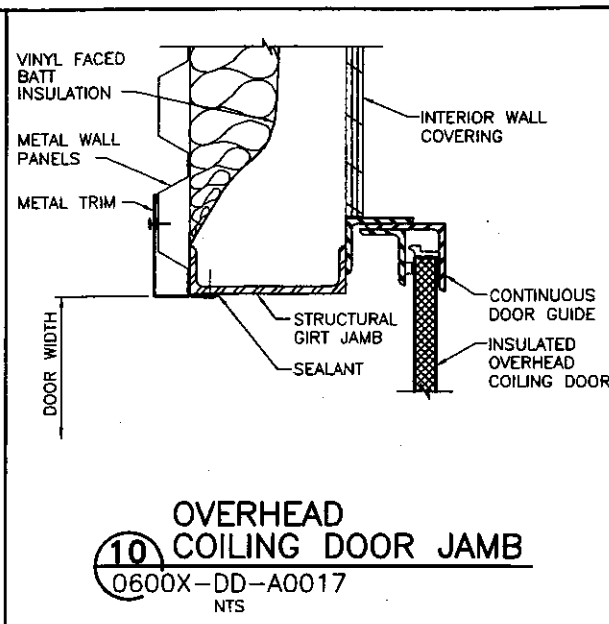 VINYL FACED
BATT
INSULATION
METAL WALL
PANELS
METAL TRIM
INTERIOR WALL
COVERING
CONTINUOUS
DOOR GUIDE
STRUCTURAL
GIRT JAMB
SEALANT
INSULATED
OVERHEAD
COILING DOOR
DOOR WIDTH
OVERHEAD
10 COILING DOOR JAMB
0600X-DD-A0017
NTS